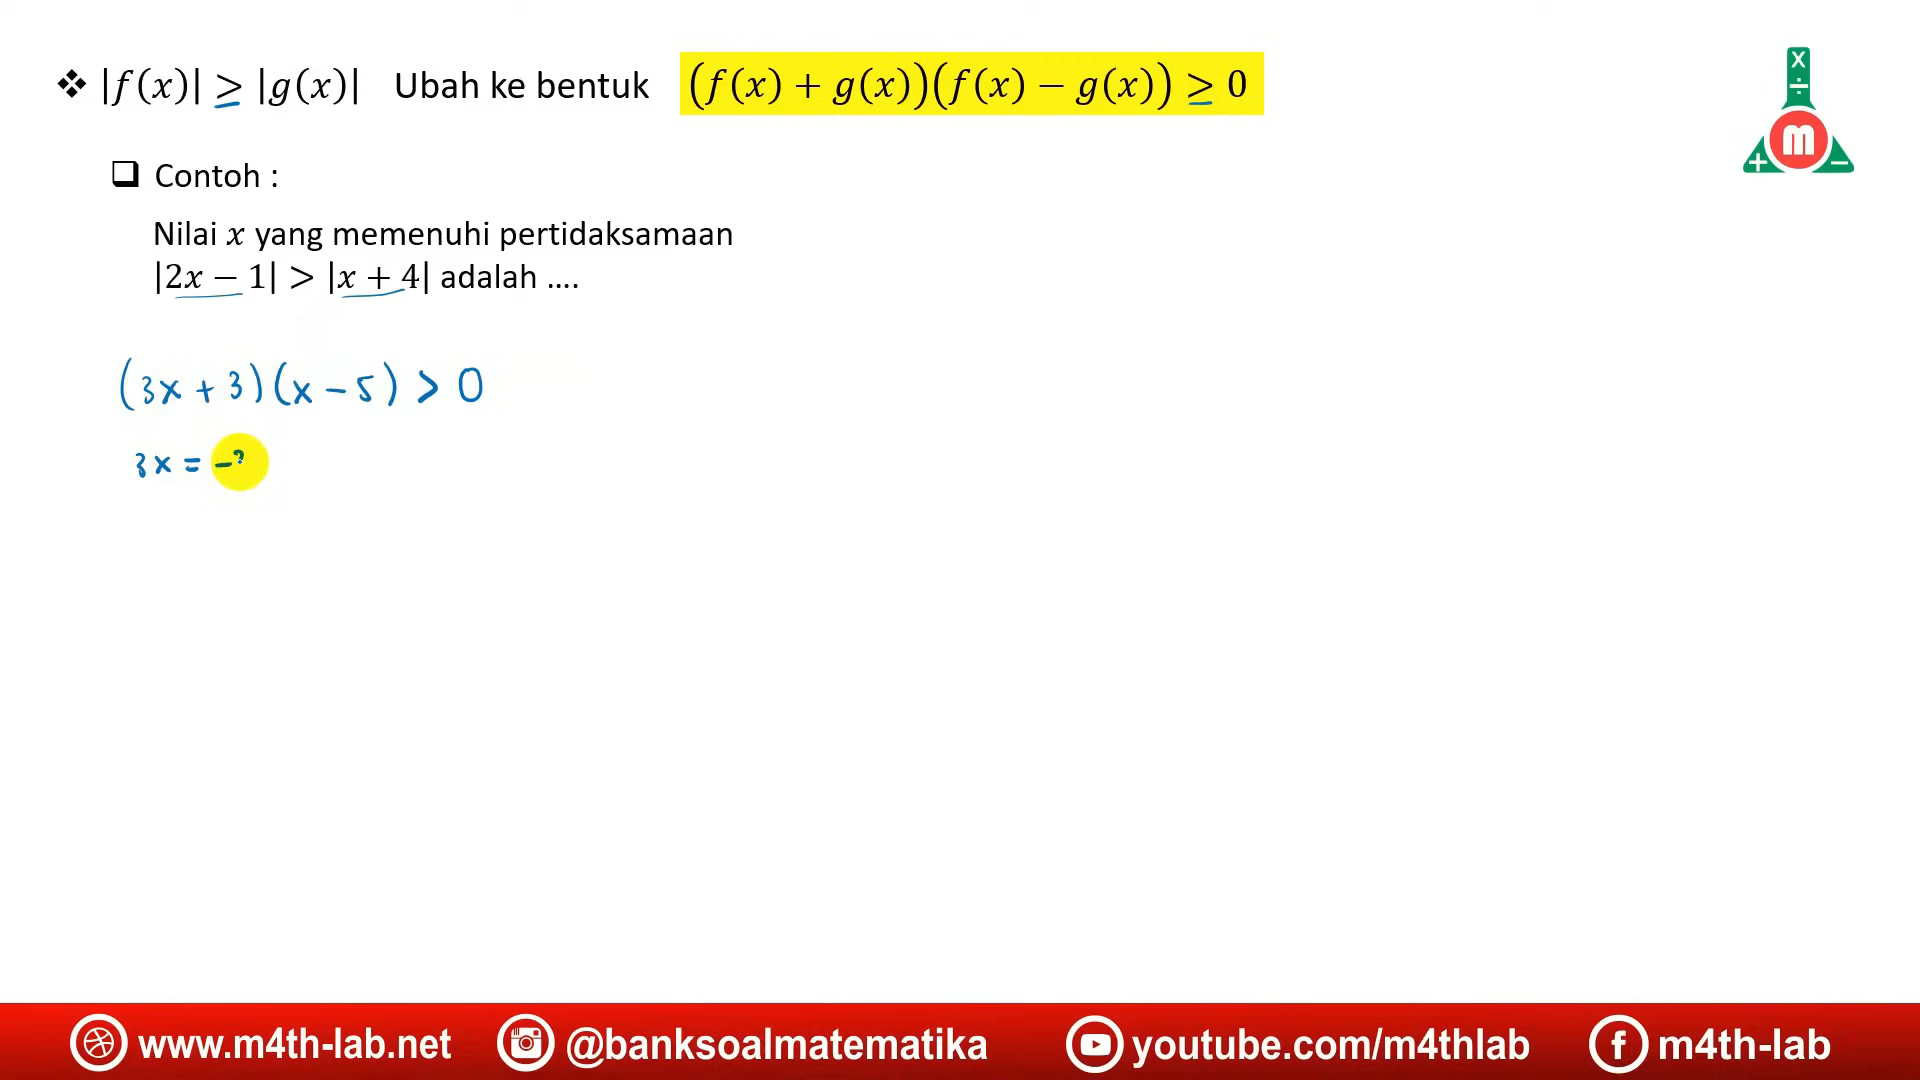 ❖ |f(x)| ≥ |g(x)| Ubah ke bentuk (f(x) + g(x))(f(x) − g(x)) ≥ 0
❑ Contoh :
Nilai x yang memenuhi pertidaksamaan
|2x − 1| > |x + 4| adalah ....
(3x + 3)(x − 5) > 0
3x = −3
X
÷
m
+ −
www.m4th-lab.net @banksoalmatematika youtube.com/m4thlab f m4th-lab